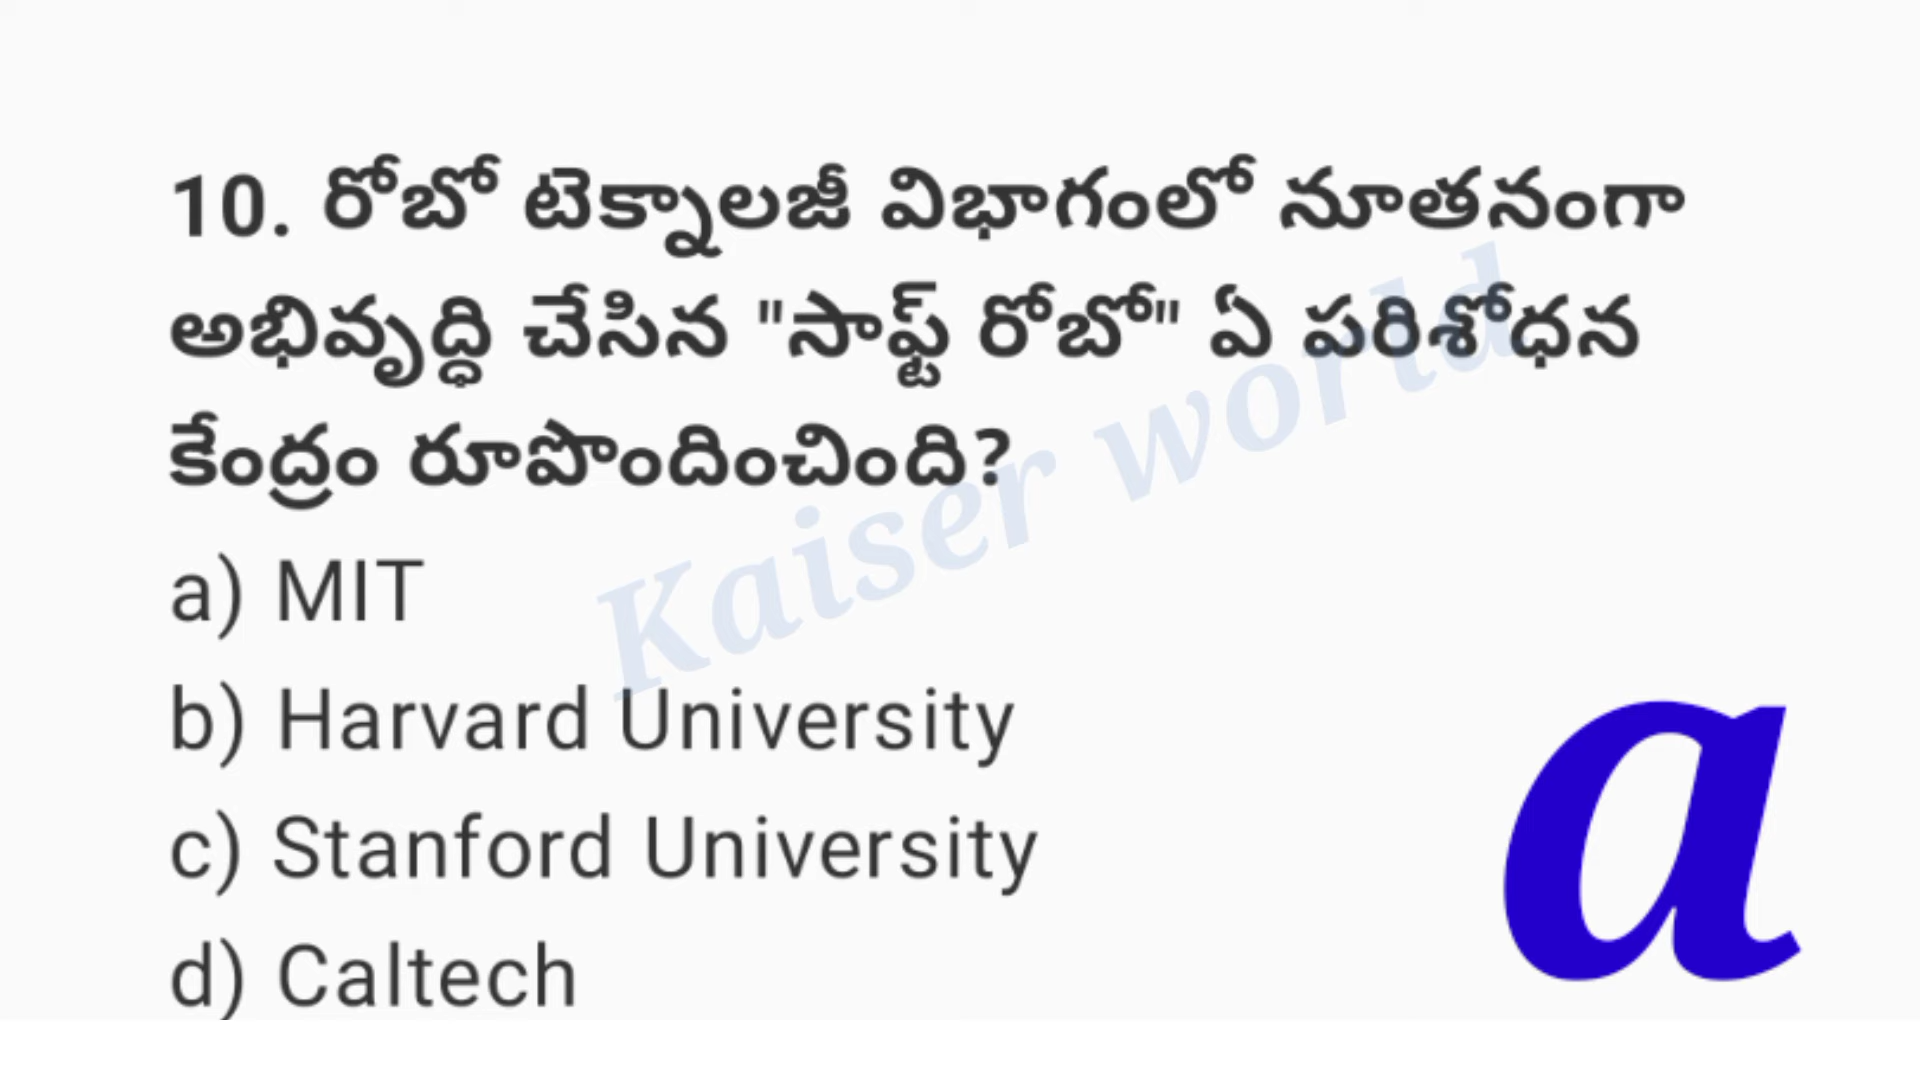 10. రోబో టెక్నాలజీ విభాగంలో నూతనంగా
అభివృద్ధి చేసిన "సాఫ్ట్ రోబో" ఏ పరిశోధన
కేంద్రం రూపొందించింది?
a) MIT
b) Harvard University
c) Stanford University
d) Caltech
a
Kaiser world